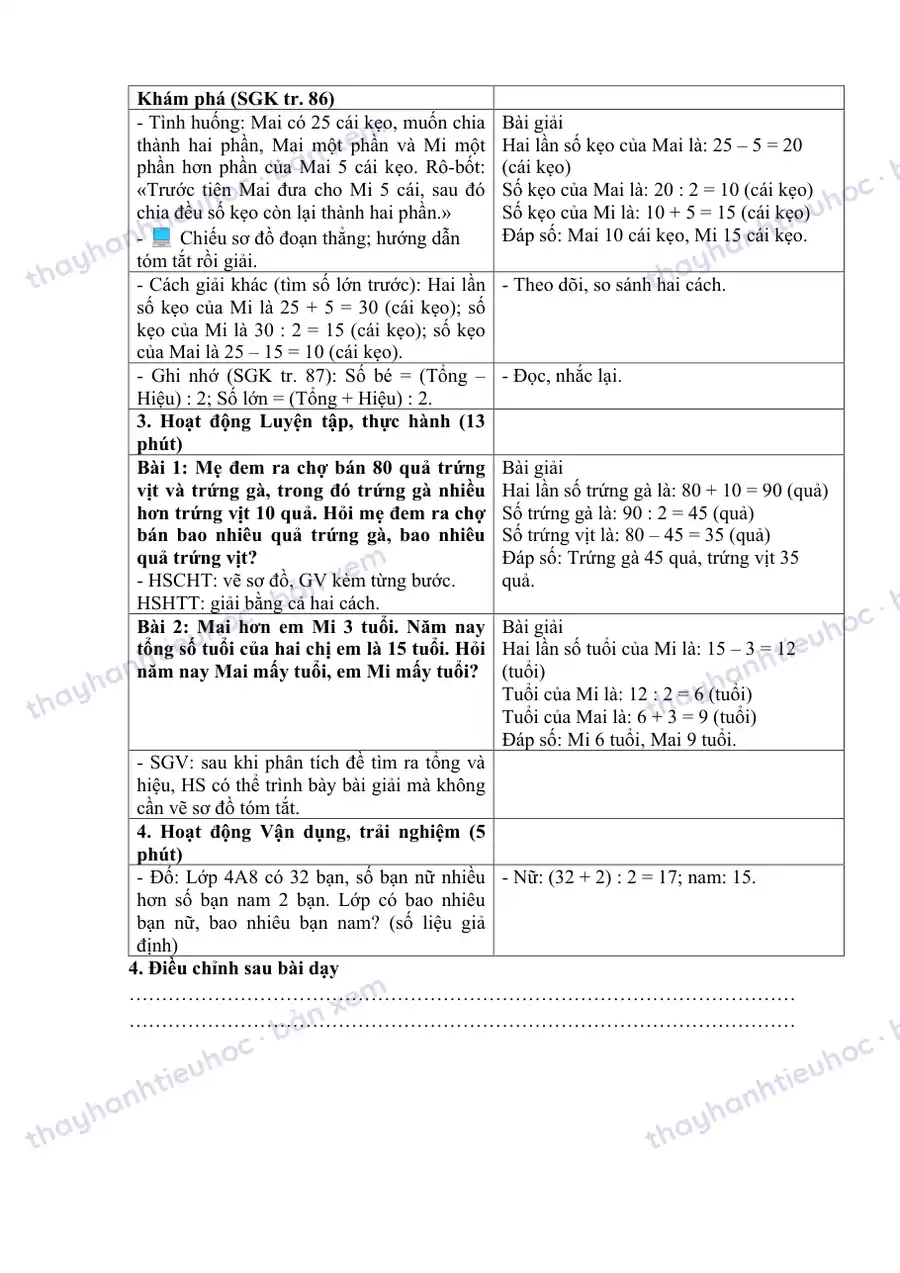 Khám phá (SGK tr. 86)
- Tình huống: Mai có 25 cái kẹo, muốn chia
thành hai phần, Mai một phần và Mi một
phần hơn phần của Mai 5 cái kẹo. Rô-bốt:
«Trước tiên Mai đưa cho Mi 5 cái, sau đó
chia đều số kẹo còn lại thành hai phần.»
- Chiếu sơ đồ đoạn thẳng; hướng dẫn
tóm tắt rồi giải.
Bài giải
Hai lần số kẹo của Mai là: 25 – 5 = 20
(cái kẹo)
Số kẹo của Mai là: 20 : 2 = 10 (cái kẹo)
Số kẹo của Mi là: 10 + 5 = 15 (cái kẹo)
Đáp số: Mai 10 cái kẹo, Mi 15 cái kẹo.
- Cách giải khác (tìm số lớn trước): Hai lần
số kẹo của Mi là 25 + 5 = 30 (cái kẹo); số
kẹo của Mi là 30 : 2 = 15 (cái kẹo); số kẹo
của Mai là 25 – 15 = 10 (cái kẹo).
- Theo dõi, so sánh hai cách.
- Ghi nhớ (SGK tr. 87): Số bé = (Tổng –
Hiệu) : 2; Số lớn = (Tổng + Hiệu) : 2.
- Đọc, nhắc lại.
3. Hoạt động Luyện tập, thực hành (13
phút)
Bài 1: Mẹ đem ra chợ bán 80 quả trứng
vịt và trứng gà, trong đó trứng gà nhiều
hơn trứng vịt 10 quả. Hỏi mẹ đem ra chợ
bán bao nhiêu quả trứng gà, bao nhiêu
quả trứng vịt?
- HSCHT: vẽ sơ đồ, GV kèm từng bước.
HSHTT: giải bằng cả hai cách.
Bài giải
Hai lần số trứng gà là: 80 + 10 = 90 (quả)
Số trứng gà là: 90 : 2 = 45 (quả)
Số trứng vịt là: 80 – 45 = 35 (quả)
Đáp số: Trứng gà 45 quả, trứng vịt 35
quả.
Bài 2: Mai hơn em Mi 3 tuổi. Năm nay
tổng số tuổi của hai chị em là 15 tuổi. Hỏi
năm nay Mai mấy tuổi, em Mi mấy tuổi?
Bài giải
Hai lần số tuổi của Mi là: 15 – 3 = 12
(tuổi)
Tuổi của Mi là: 12 : 2 = 6 (tuổi)
Tuổi của Mai là: 6 + 3 = 9 (tuổi)
Đáp số: Mi 6 tuổi, Mai 9 tuổi.
- SGV: sau khi phân tích đề tìm ra tổng và
hiệu, HS có thể trình bày bài giải mà không
cần vẽ sơ đồ tóm tắt.
4. Hoạt động Vận dụng, trải nghiệm (5
phút)
- Đố: Lớp 4A8 có 32 bạn, số bạn nữ nhiều
hơn số bạn nam 2 bạn. Lớp có bao nhiêu
bạn nữ, bao nhiêu bạn nam? (số liệu giả
định)
- Nữ: (32 + 2) : 2 = 17; nam: 15.
4. Điều chỉnh sau bài dạy
thayhanhtieuhoc · bản xem
thayhanhtieuhoc · b
thayhanhtieuhoc · bản xem
thayhanhtieuhoc · b
thayhanhtieuhoc · bản xem
thayhanhtieuhoc · b